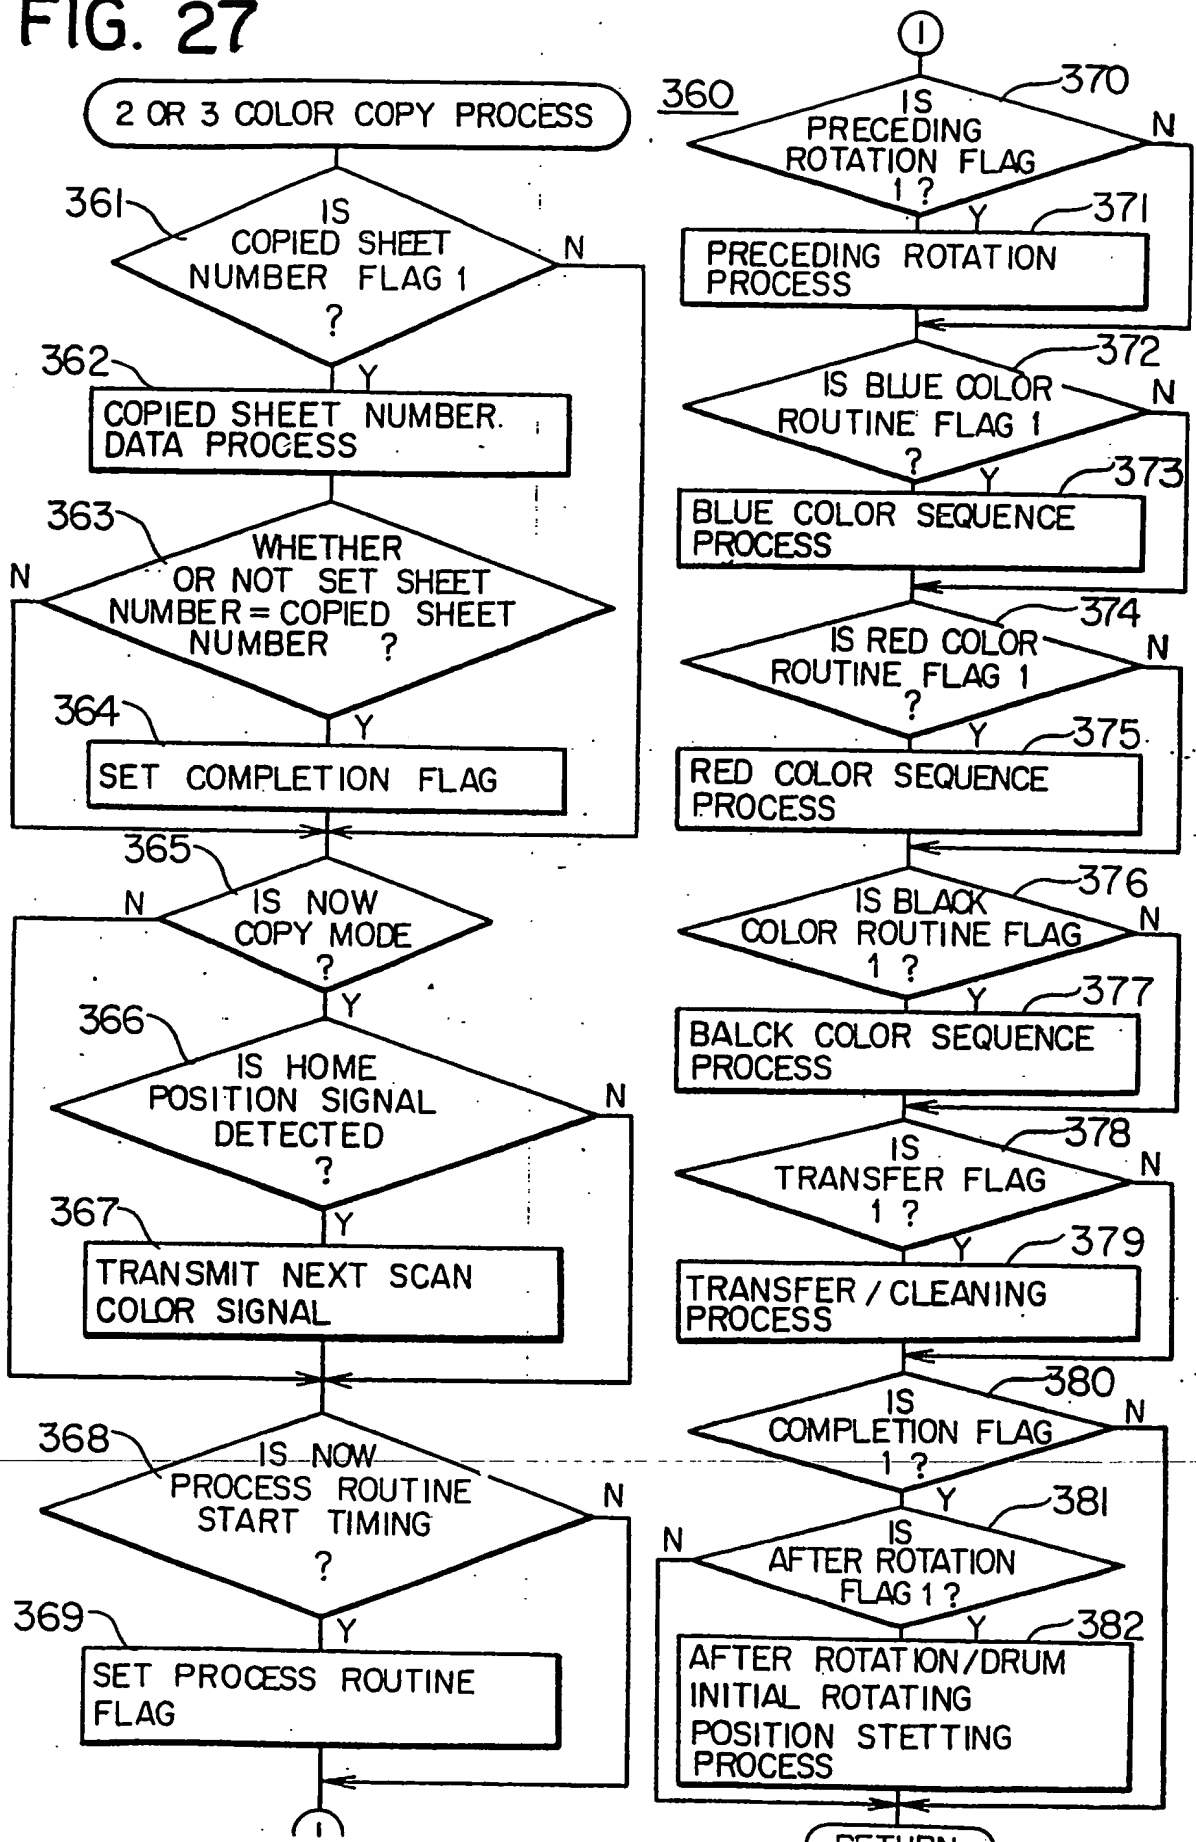 FIG. 27
2 OR 3 COLOR COPY PROCESS
361
IS
COPIED SHEET
NUMBER FLAG 1
?
N
Y
362
COPIED SHEET NUMBER.
DATA PROCESS
363
WHETHER
OR NOT SET SHEET
NUMBER = COPIED SHEET
NUMBER ?
N
Y
364
SET COMPLETION FLAG
365
IS NOW
COPY MODE
?
N
Y
366
IS HOME
POSITION SIGNAL
DETECTED
?
N
Y
367
TRANSMIT NEXT SCAN
COLOR SIGNAL
368
IS NOW
PROCESS ROUTINE
START TIMING
?
N
Y
369
SET PROCESS ROUTINE
FLAG
1
1
360
370
IS
PRECEDING
ROTATION FLAG
1 ?
N
Y
371
PRECEDING ROTATION
PROCESS
372
IS BLUE COLOR
ROUTINE FLAG 1
?
N
Y
373
BLUE COLOR SEQUENCE
PROCESS
374
IS RED COLOR
ROUTINE FLAG 1
?
N
Y
375
RED COLOR SEQUENCE
PROCESS
376
IS BLACK
COLOR ROUTINE FLAG
1 ?
N
Y
377
BALCK COLOR SEQUENCE
PROCESS
378
IS
TRANSFER FLAG
1 ?
N
Y
379
TRANSFER / CLEANING
PROCESS
380
IS
COMPLETION FLAG
1 ?
N
Y
381
IS
AFTER ROTATION
FLAG 1 ?
N
Y
382
AFTER ROTATION/DRUM
INITIAL ROTATING
POSITION STETTING
PROCESS
RETURN